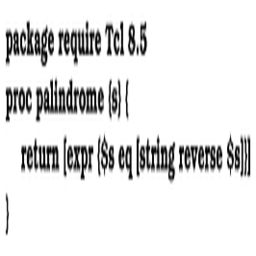 package require Tcl 8.5
proc palindrome {s} {
return [expr {$s eq [string reverse $s]}]
}